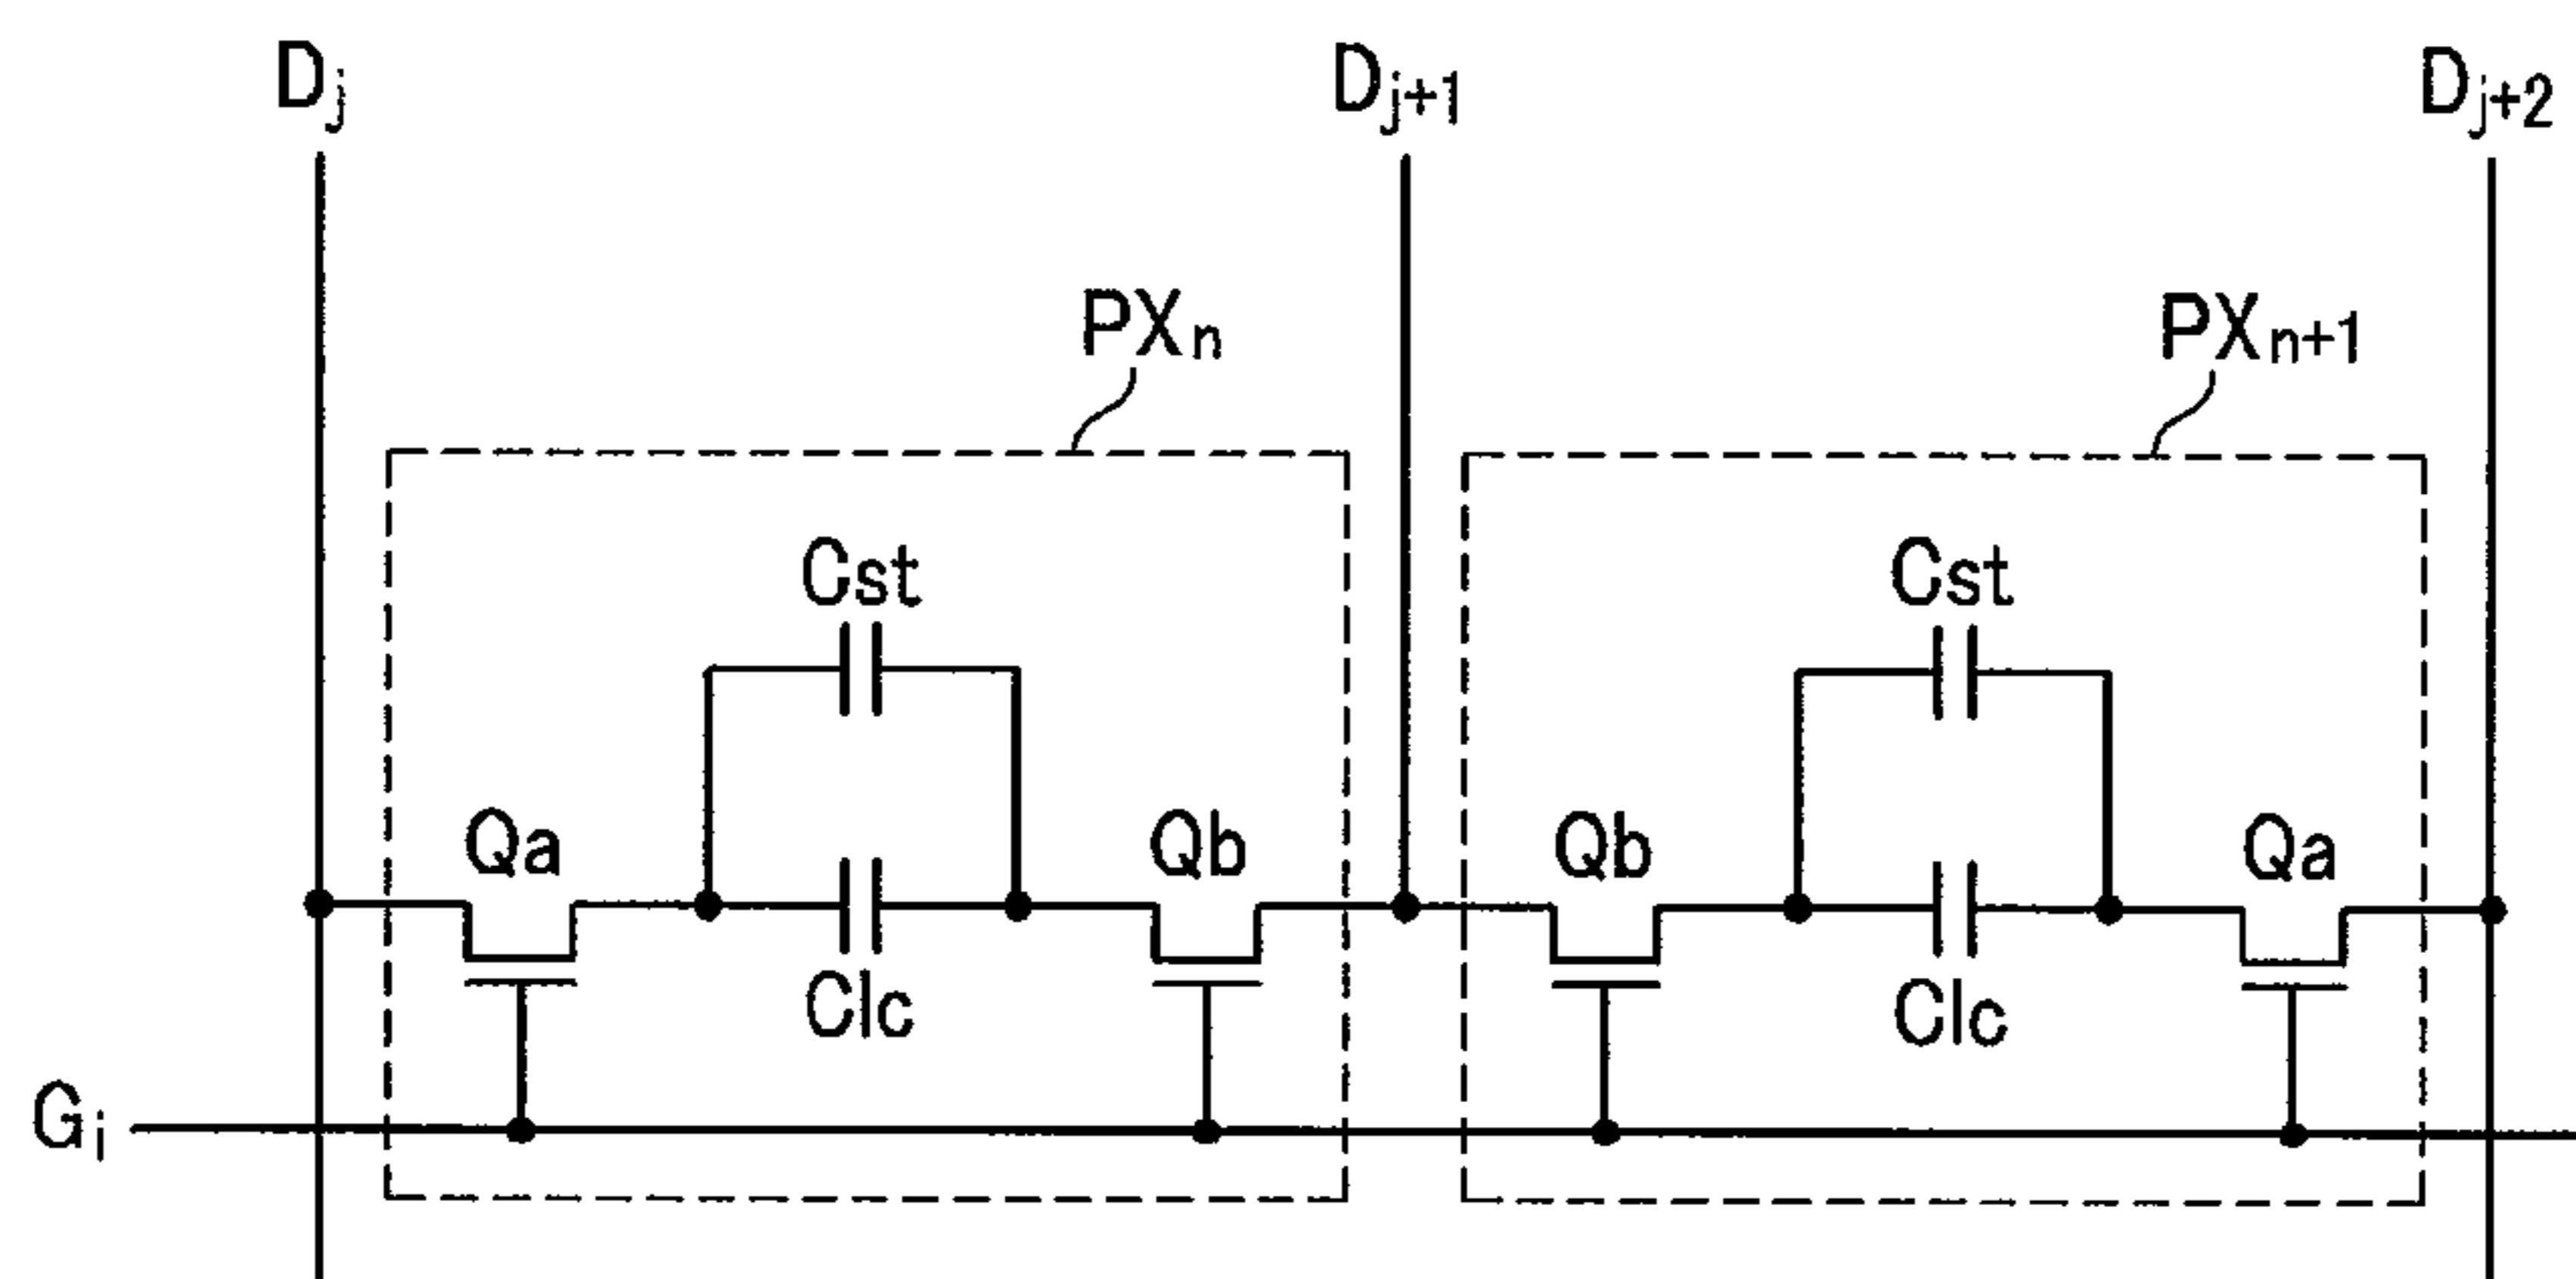 Dj
Dj+1
Dj+2
PXn
PXn+1
Cst
Cst
Qa
Qb
Qb
Qa
Clc
Clc
Gi